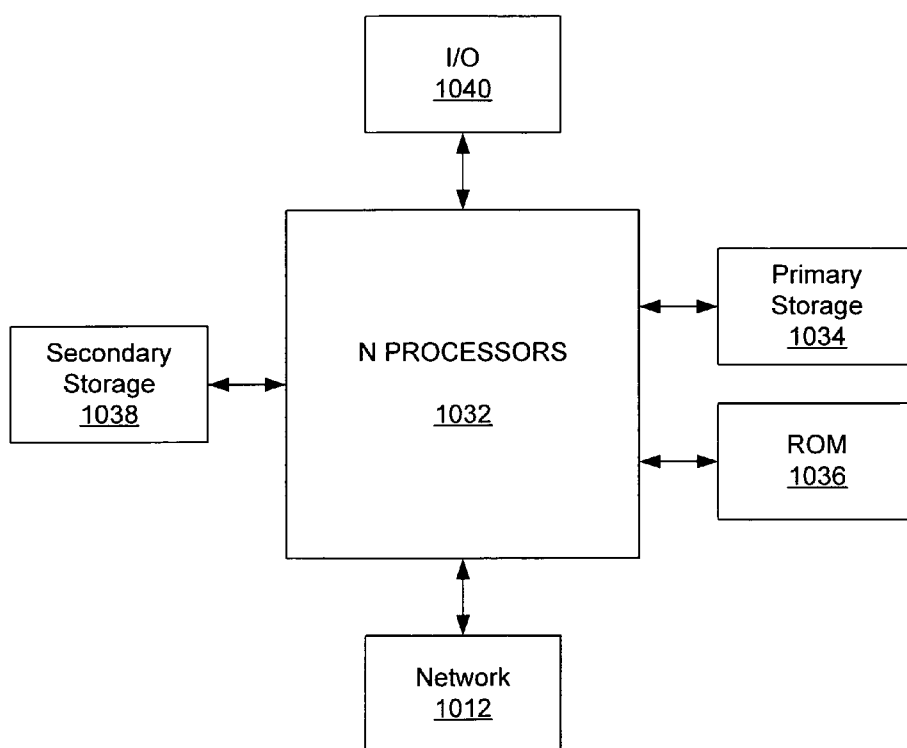 I/O
1040
Primary
Storage
1034
N PROCESSORS
1032
Secondary
Storage
1038
ROM
1036
Network
1012